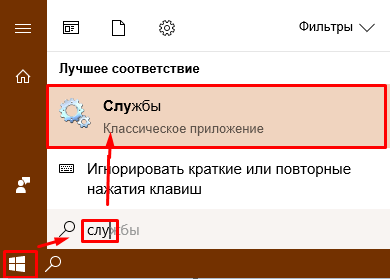 Фильтры
Лучшее соответствие
Службы
Классическое приложение
Игнорировать краткие или повторные
нажатия клавиш
службы